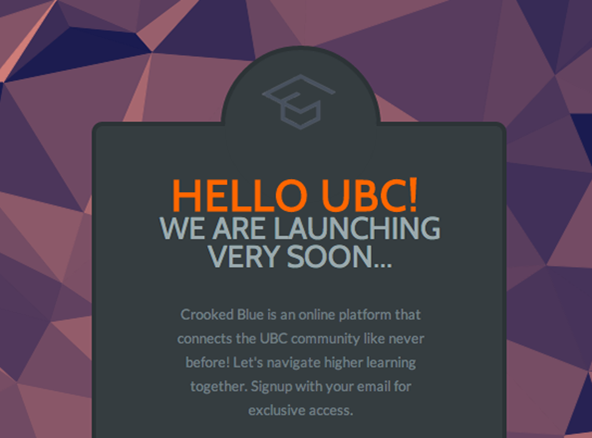 HELLO UBC!
WE ARE LAUNCHING
VERY SOON...
Crooked Blue is an online platform that
connects the UBC community like never
before! Let's navigate higher learning
together. Signup with your email for
exclusive access.